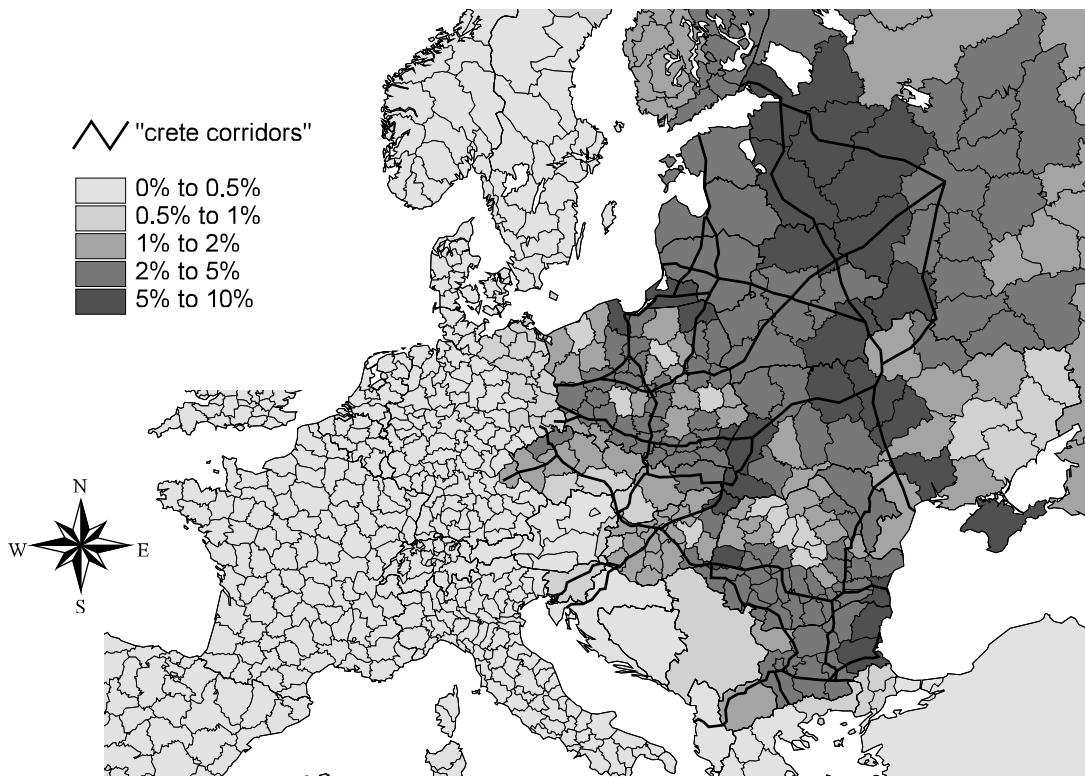 "crete corridors"
0% to 0.5%
0.5% to 1%
1% to 2%
2% to 5%
5% to 10%
N
W E
S